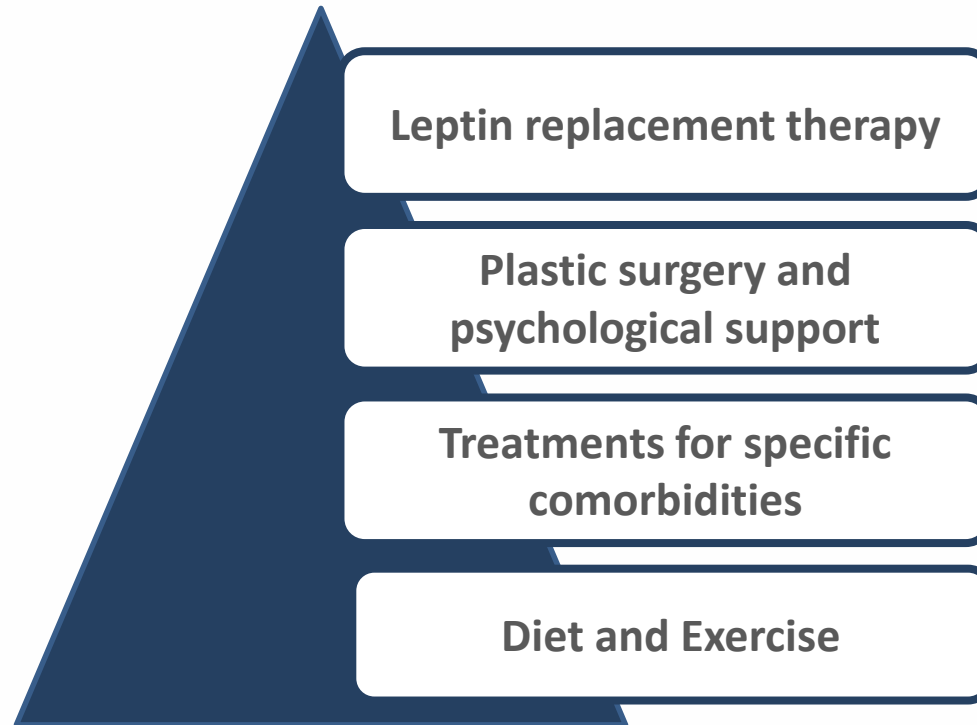 Leptin replacement therapy
Plastic surgery and
psychological support
Treatments for specific
comorbidities
Diet and Exercise